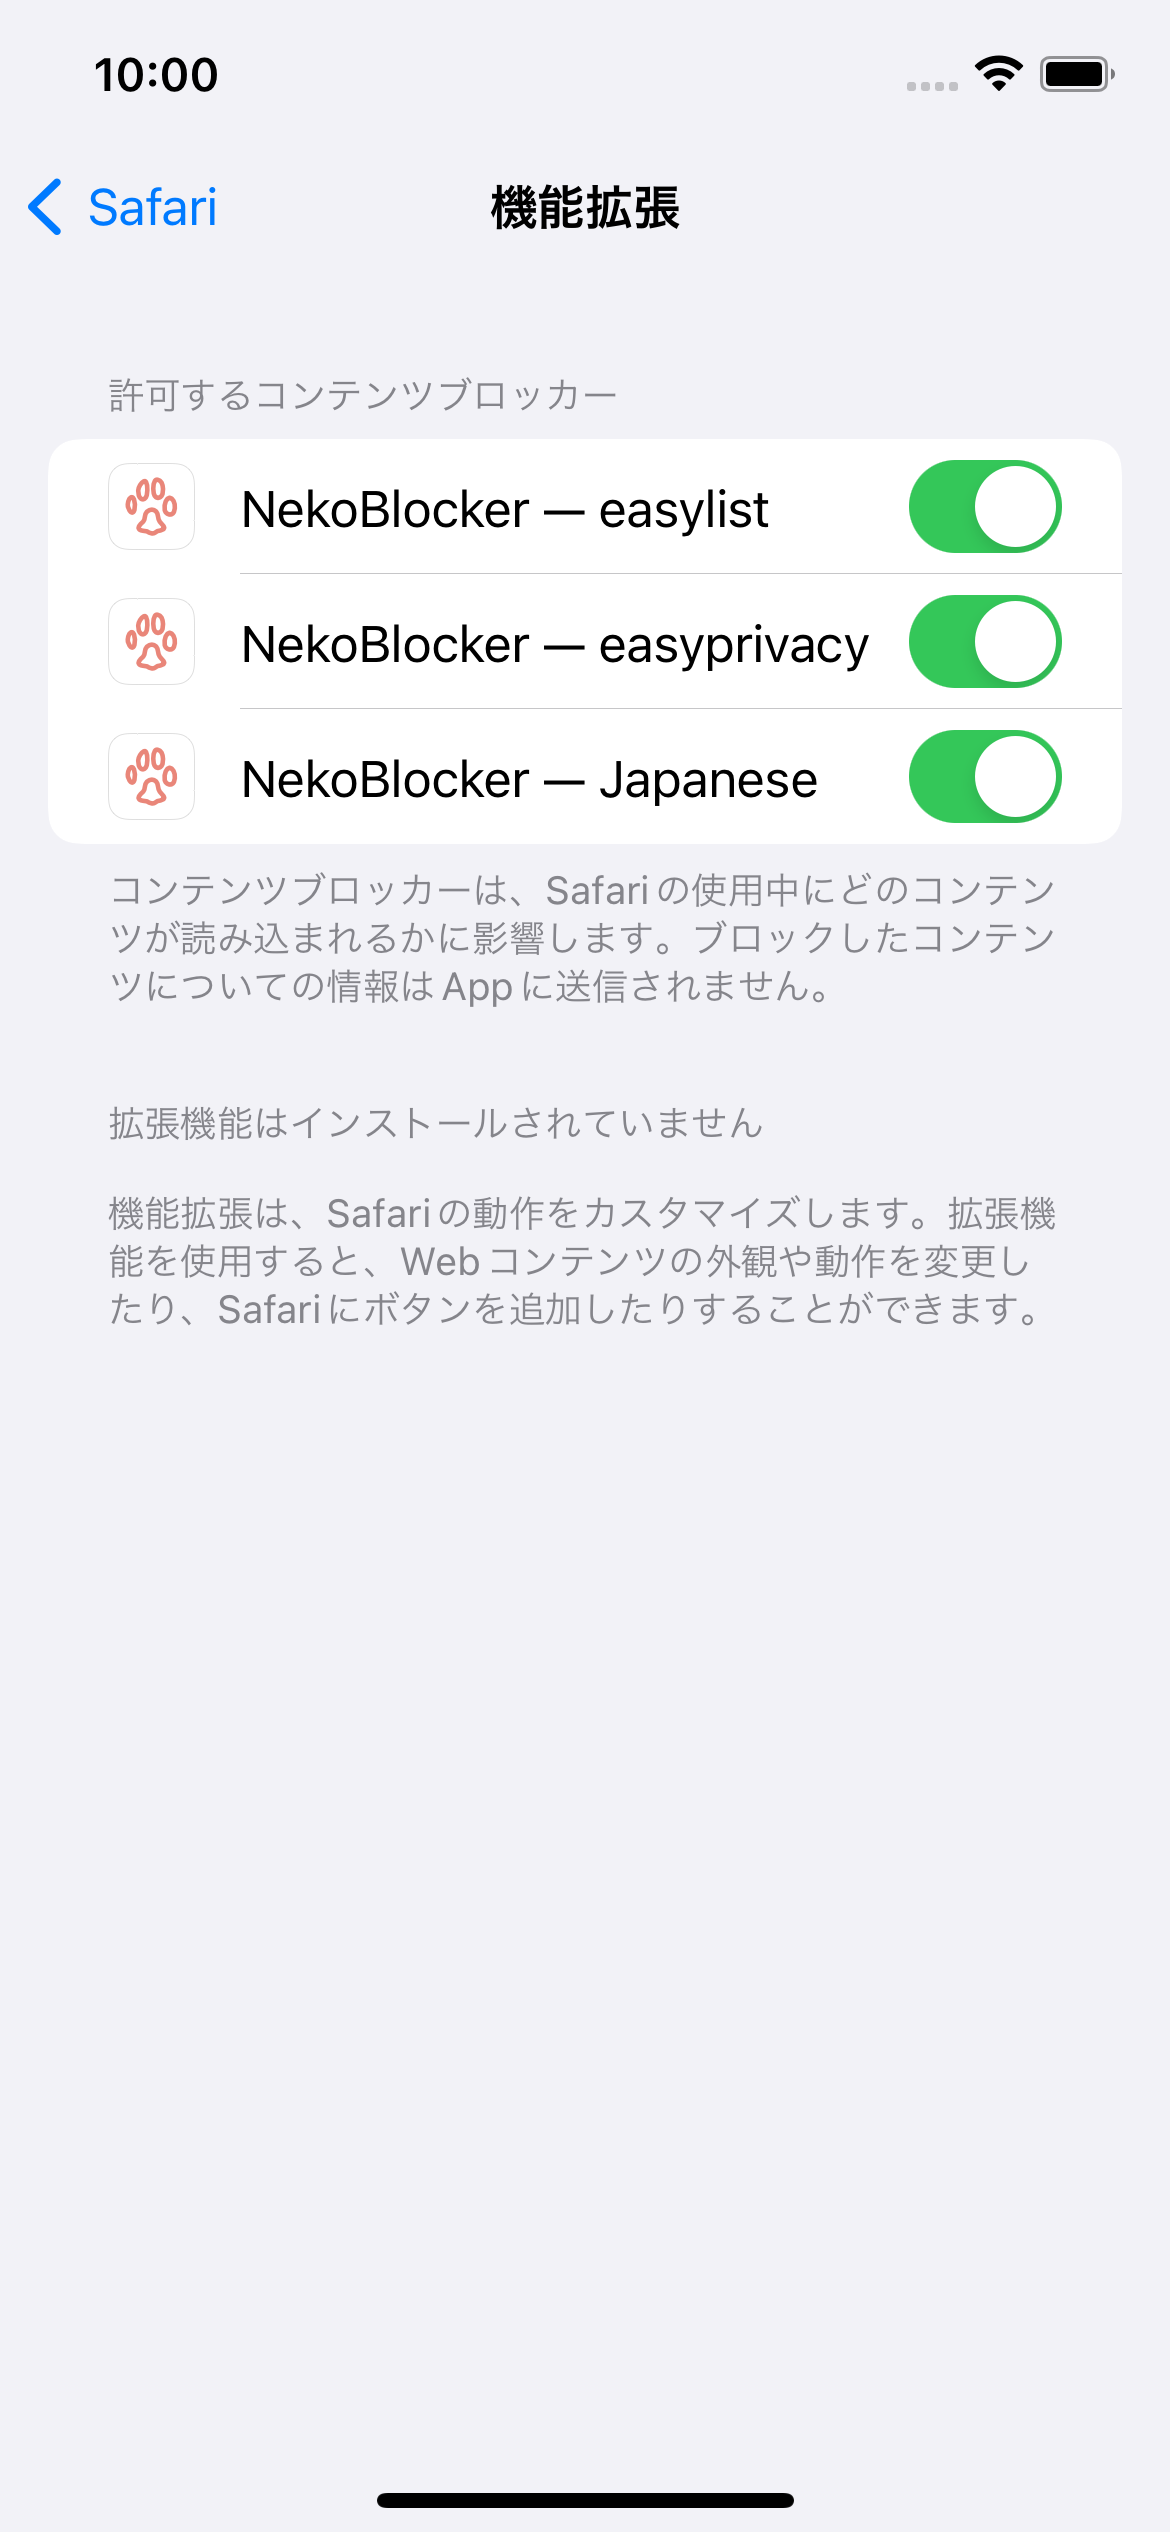 10:00
Safari
機能拡張
許可するコンテンツブロッカー
NekoBlocker — easylist
NekoBlocker — easyprivacy
NekoBlocker — Japanese
コンテンツブロッカーは、Safariの使用中にどのコンテン
ツが読み込まれるかに影響します。ブロックしたコンテン
ツについての情報はAppに送信されません。
拡張機能はインストールされていません
機能拡張は、Safariの動作をカスタマイズします。拡張機
能を使用すると、Webコンテンツの外観や動作を変更し
たり、Safariにボタンを追加したりすることができます。